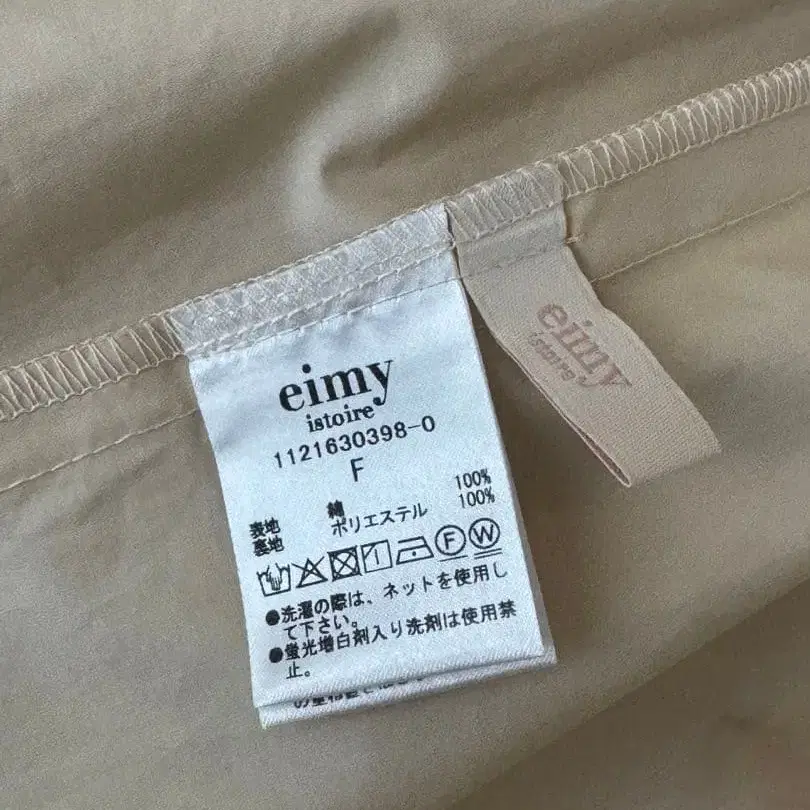 eimy
istoire
1121630398-0
F
表地 綿 100%
裏地 ポリエステル 100%
F W
●洗濯の際は、ネットを使用し
て下さい。
●蛍光増白剤入り洗剤は使用禁
止。
eimy
istoire